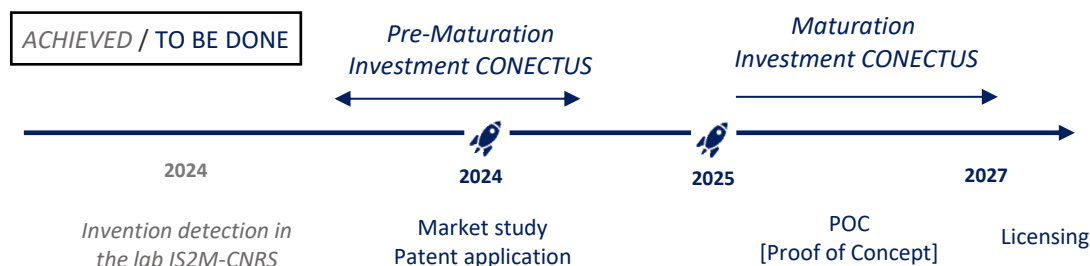 ACHIEVED / TO BE DONE
Pre-Maturation
Investment CONECTUS
Maturation
Investment CONECTUS
2024
2024
2025
2027
Invention detection in
the lab IS2M-CNRS
Market study
Patent application
POC
[Proof of Concept]
Licensing